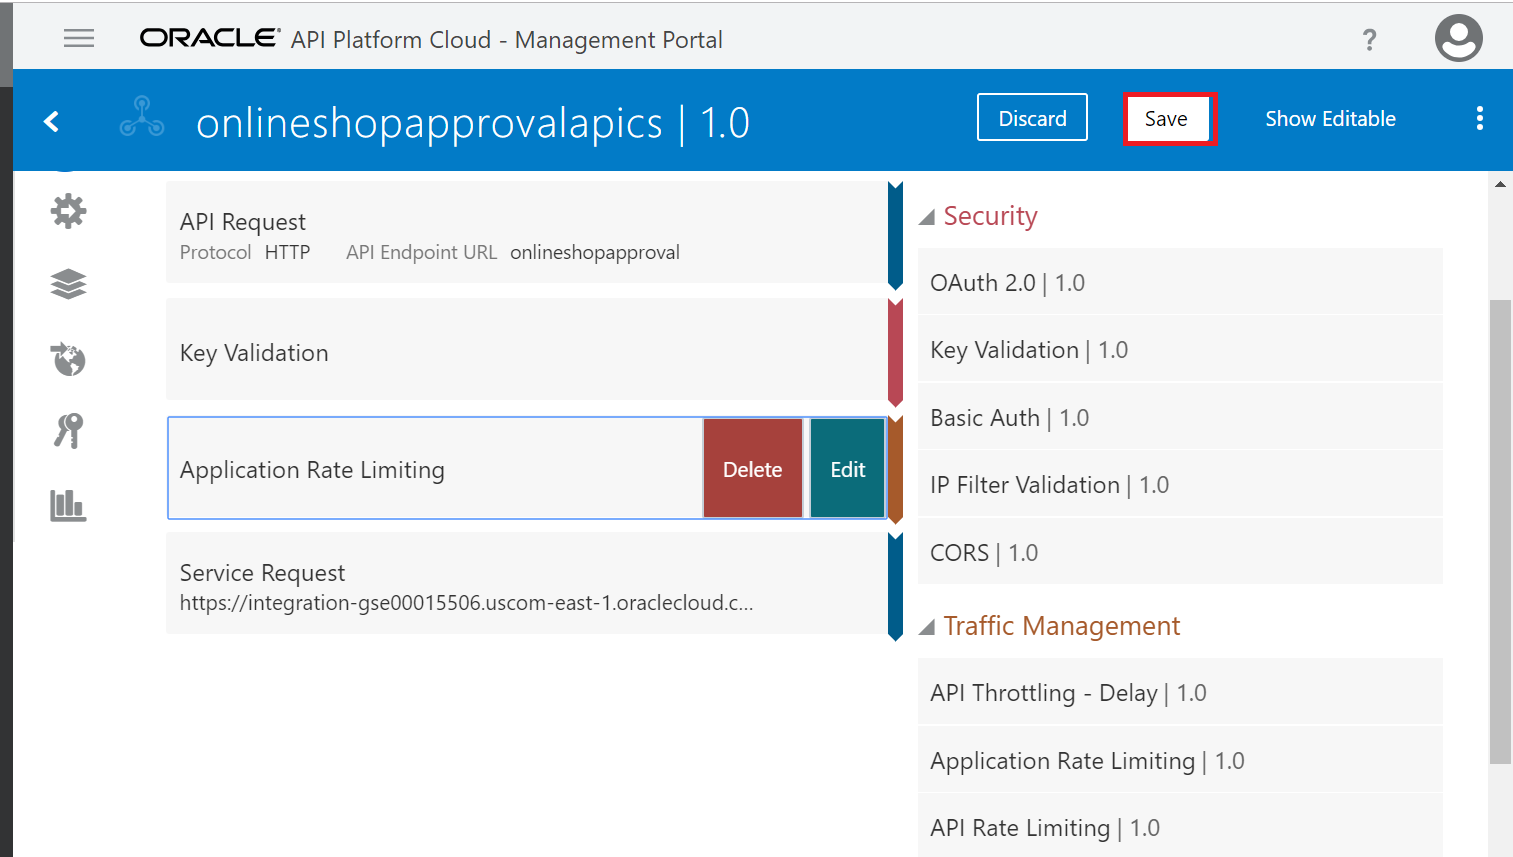 ORACLE® API Platform Cloud - Management Portal
?
onlineshopapprovalapics | 1.0
Discard
Save
Show Editable
API Request
Protocol HTTP API Endpoint URL onlineshopapproval
Key Validation
Application Rate Limiting
Delete
Edit
Service Request
https://integration-gse00015506.uscom-east-1.oraclecloud.c...
Security
OAuth 2.0 | 1.0
Key Validation | 1.0
Basic Auth | 1.0
IP Filter Validation | 1.0
CORS | 1.0
Traffic Management
API Throttling - Delay | 1.0
Application Rate Limiting | 1.0
API Rate Limiting | 1.0